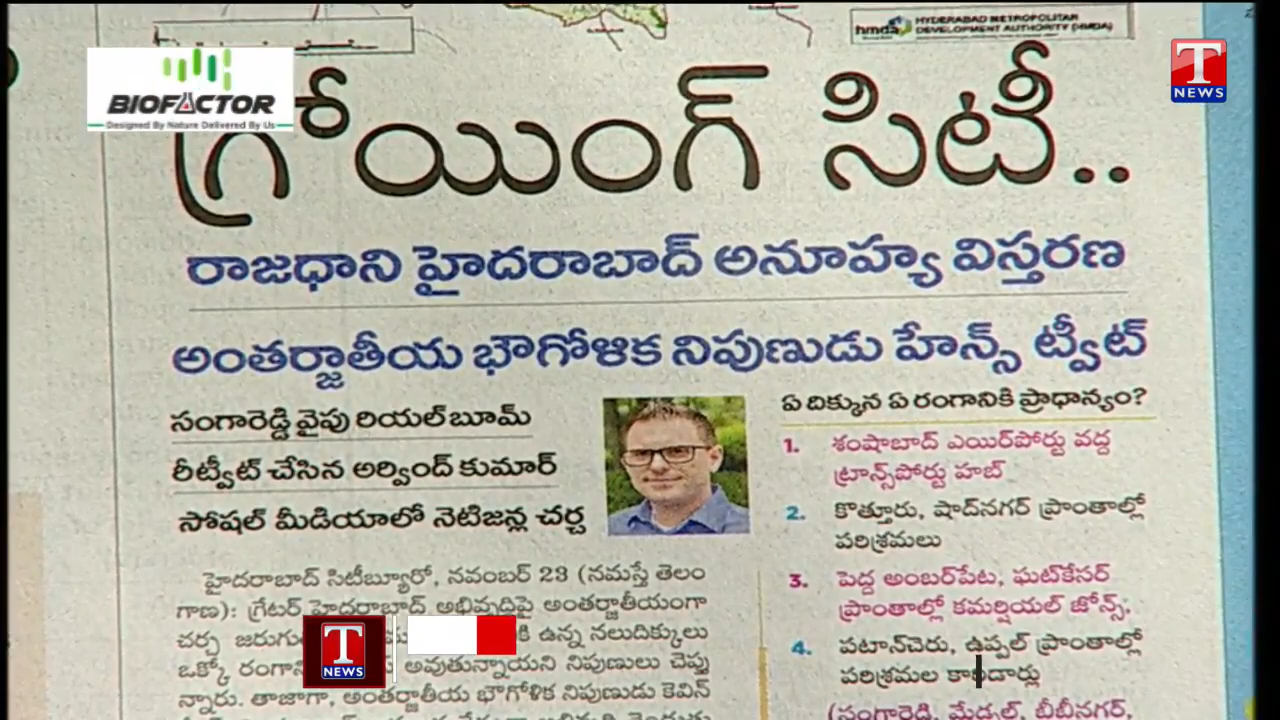 hmda HYDERABAD METROPOLITAN
DEVELOPMENT AUTHORITY (HMDA)
T
NEWS
BIOFACTOR
Designed By Nature Delivered By Us
గ్రోయింగ్ సిటీ..
రాజధాని హైదరాబాద్ అనూహ్య విస్తరణ
అంతర్జాతీయ భౌగోళిక నిపుణుడు హేన్స్ ట్వీట్
సంగారెడ్డి వైపు రియల్ బూమ్
రీట్వీట్ చేసిన అర్వింద్ కుమార్
సోషల్ మీడియాలో నెటిజన్ల చర్చ
హైదరాబాద్ సిటీబ్యూరో, నవంబర్ 23 (నమస్తే తెలం
గాణ): గ్రేటర్ హైదరాబాద్ అభివృద్ధిపై అంతర్జాతీయంగా
చర్చ ఉన్న నలుదిక్కులు
ఒక్కో అవుతున్నాయని నిపుణులు చెప్తు
న్నారు. తాజాగా, అంతర్జాతీయ భౌగోళిక నిపుణుడు కెవిన్
ఏ దిక్కున ఏ రంగానికి ప్రాధాన్యం?
1. శంషాబాద్ ఎయిర్‌పోర్టు వద్ద
ట్రాన్స్‌పోర్టు హబ్
2. కొత్తూరు, షాద్‌నగర్ ప్రాంతాల్లో
పరిశ్రమలు
3. పెద్ద అంబర్‌పేట, ఘట్‌కేసర్
ప్రాంతాల్లో కమర్షియల్ జోన్స్.
4. పటాన్‌చెరు, ఉప్పల్ ప్రాంతాల్లో
పరిశ్రమల కారిడార్లు
(సంగారెడ్డి, మేడ్చల్, బీబీనగర్,
T
NEWS